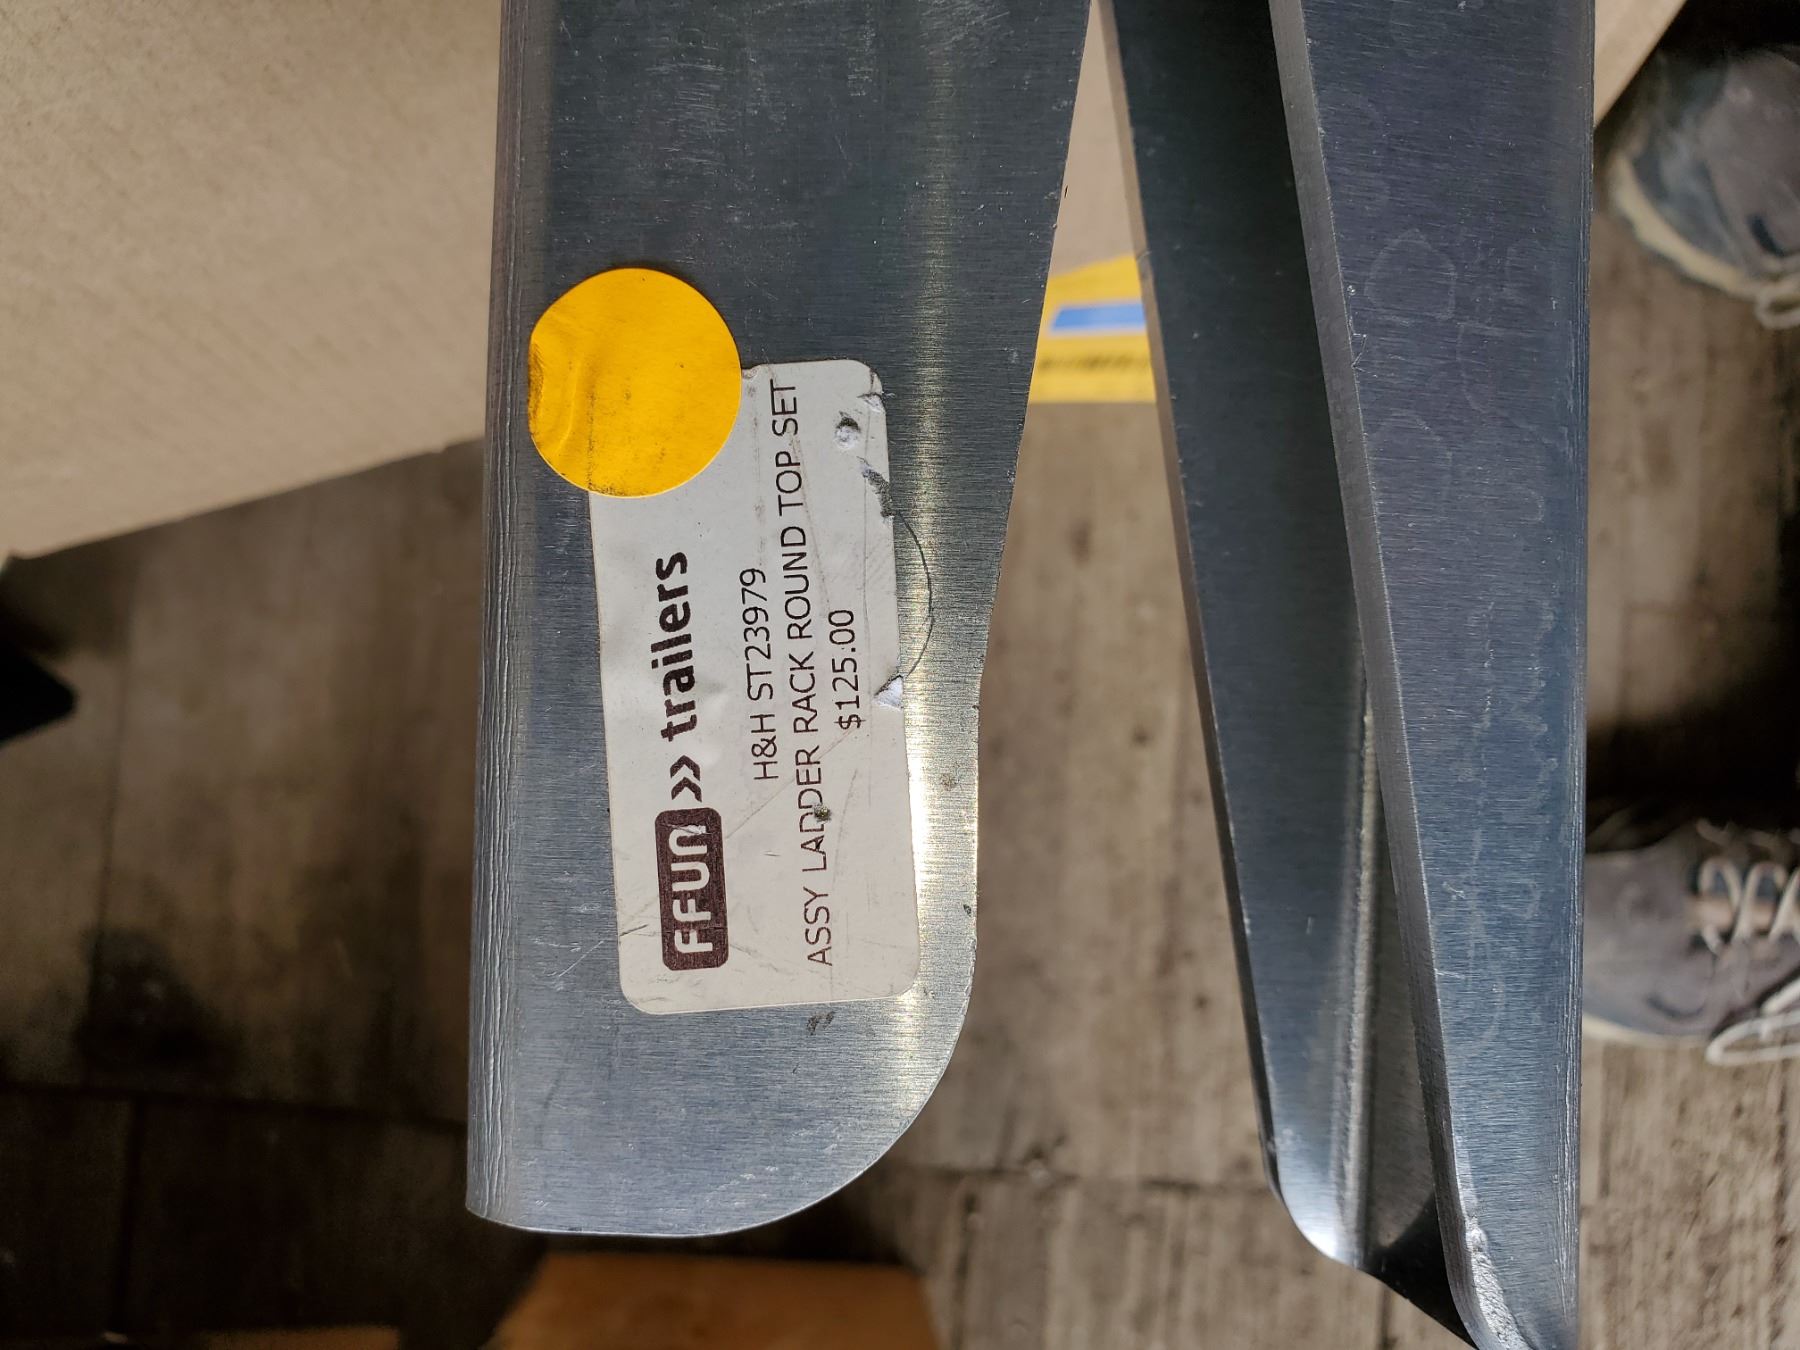 FFUN>> trailers
H&H ST23979
ASSY LADDER RACK ROUND TOP SET
$125.00